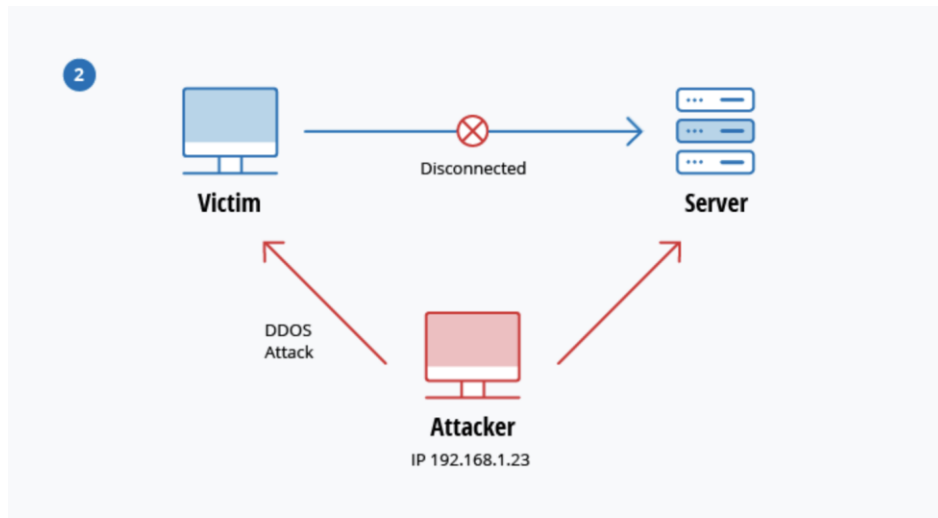 2
Disconnected
Victim
Server
DDOS
Attack
Attacker
IP 192.168.1.23